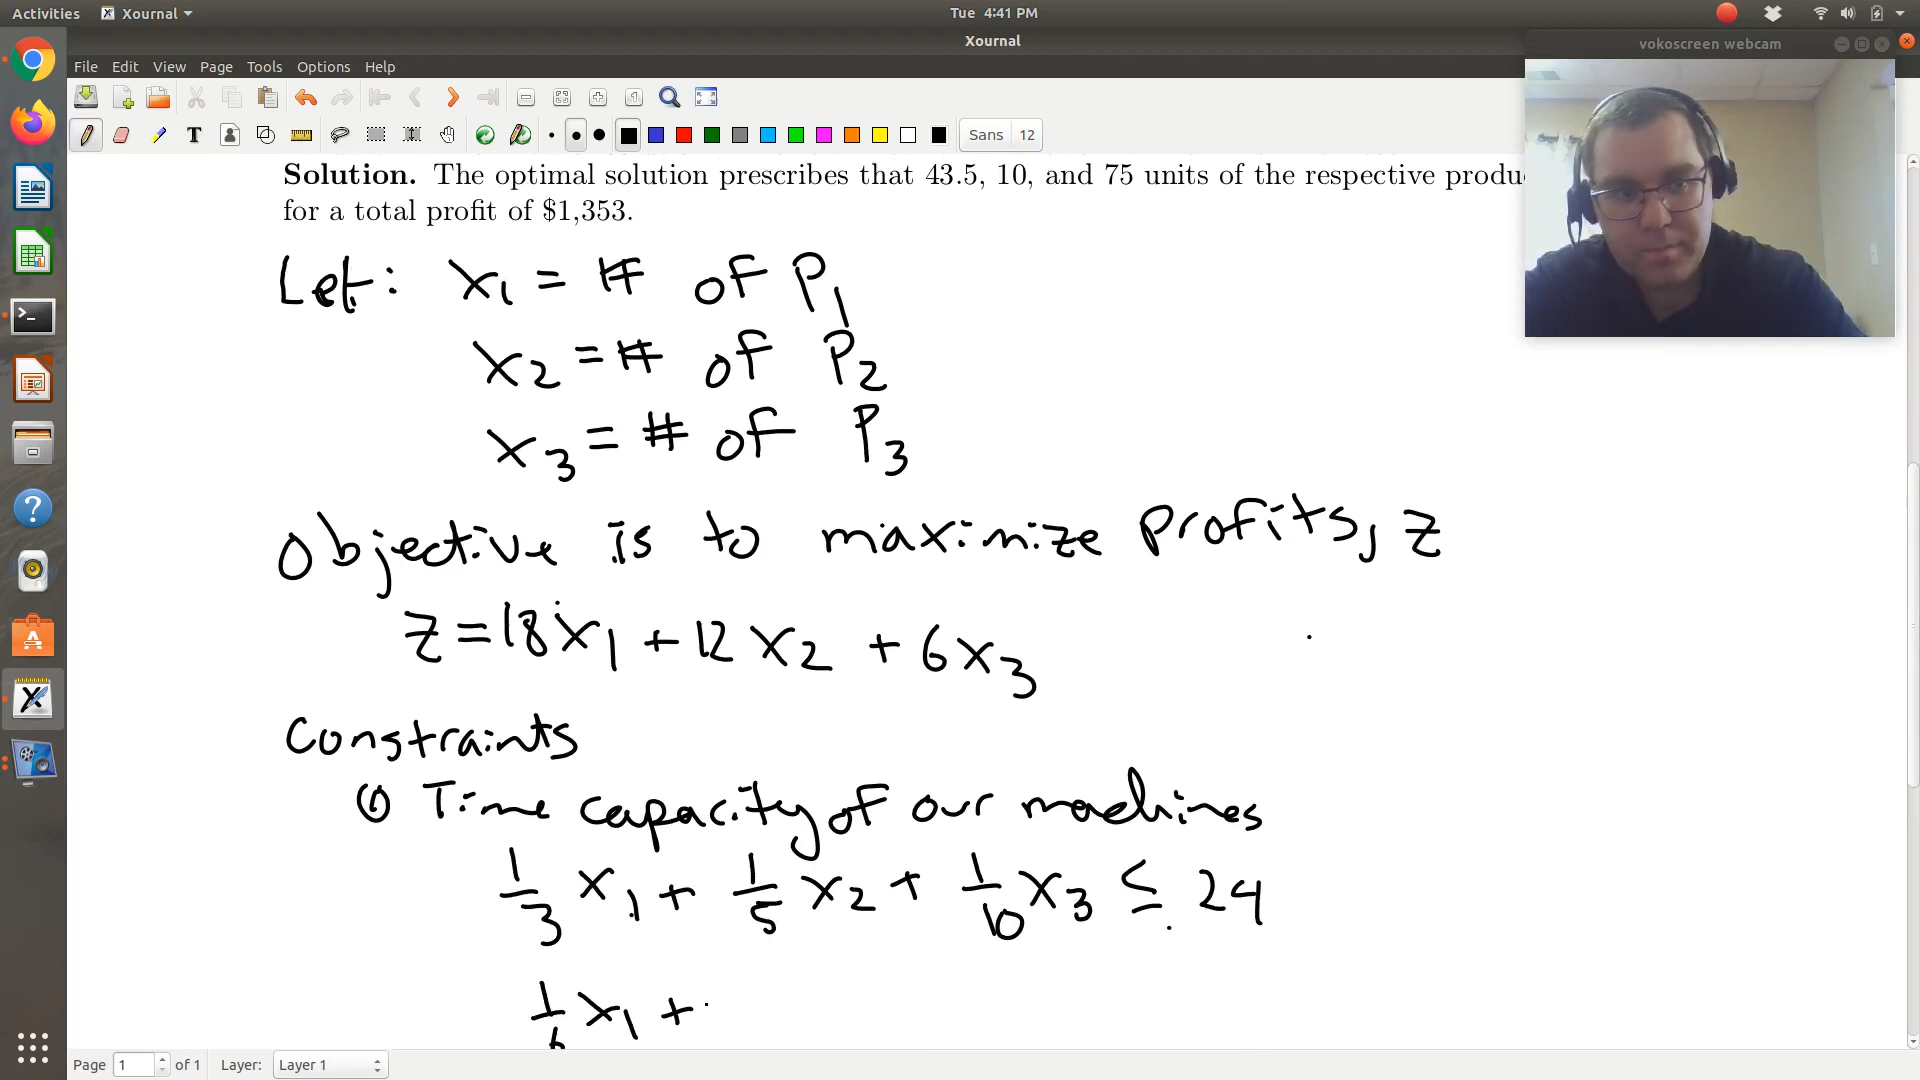 Activities Xournal Tue 4:41 PM
Xournal
vokoscreen webcam
File Edit View Page Tools Options Help
Sans 12
Solution. The optimal solution prescribes that 43.5, 10, and 75 units of the respective produ
for a total profit of $1,353.
Let: x₁ = # of P₁
x₂ = # of P₂
x₃ = # of P₃
Objective is to maximize profits, z
z = 18x₁ + 12x₂ + 6x₃
Constraints
① Time capacity of our machines
1/3 x₁ + 1/5 x₂ + 1/10 x₃ ≤ 24
1/6 x₁ +
Page 1 of 1 Layer: Layer 1